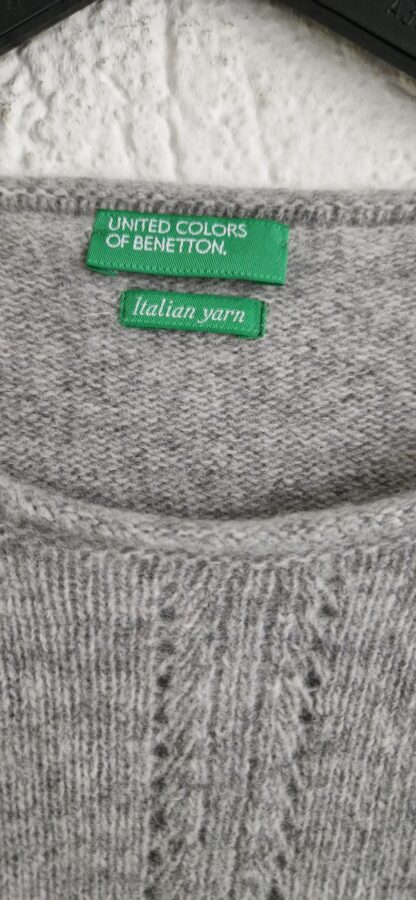 UNITED COLORS
OF BENETTON.
Italian yarn